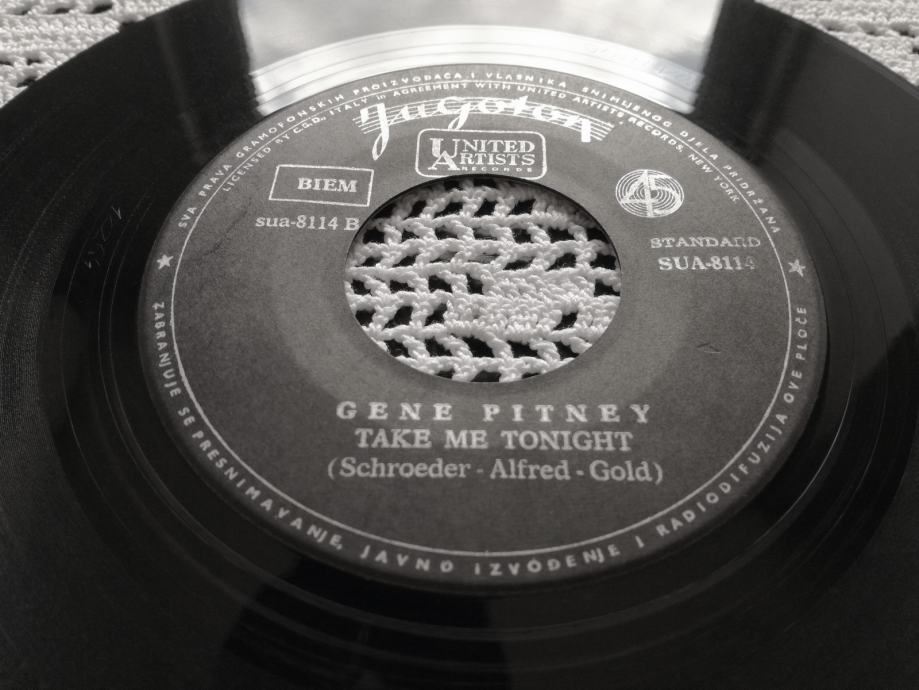 SVA PRAVA GRAMOFONSKIH PROIZVOĐAČA I VLASNIKA SNIMLJENOG DJELA PRIDRŽANA
LICENSED BY C.G.D., ITALY in AGREEMENT WITH UNITED ARTISTS RECORDS, NEW YORK
Jugoton
UNITED
ARTISTS
RECORDS
BIEM
45
sua-8114 B
STANDARD
SUA-8114
GENE PITNEY
TAKE ME TONIGHT
(Schroeder - Alfred - Gold)
ZABRANJUJE SE PRESNIMAVANJE, JAVNO IZVOĐENJE I RADIODIFUZIJA OVE PLOČE